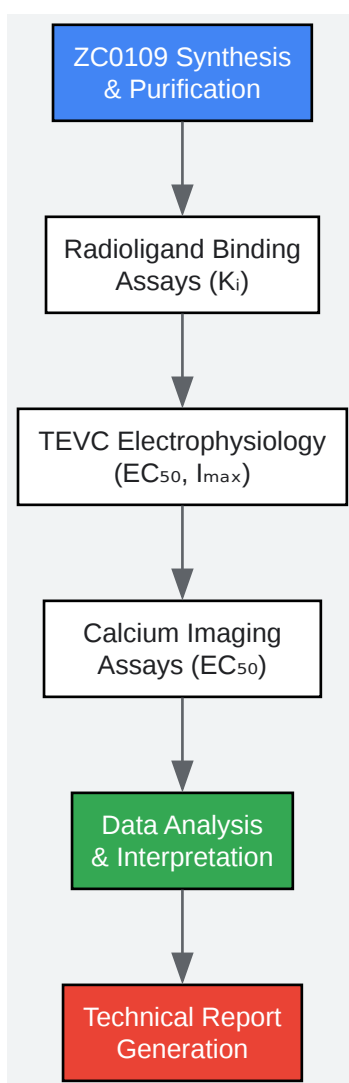 ZC0109 Synthesis
& Purification
Radioligand Binding
Assays (Kᵢ)
TEVC Electrophysiology
(EC₅₀, Iₘₐₓ)
Calcium Imaging
Assays (EC₅₀)
Data Analysis
& Interpretation
Technical Report
Generation